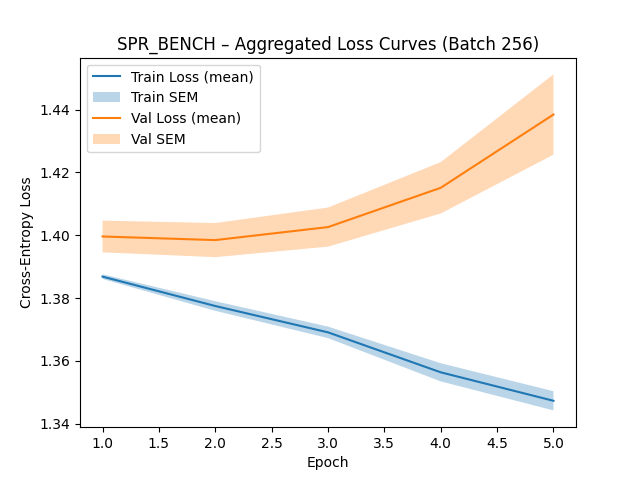 SPR_BENCH – Aggregated Loss Curves (Batch 256)
Train Loss (mean)
Train SEM
Val Loss (mean)
Val SEM
Cross-Entropy Loss
1.44
1.42
1.40
1.38
1.36
1.34
1.0 1.5 2.0 2.5 3.0 3.5 4.0 4.5 5.0
Epoch